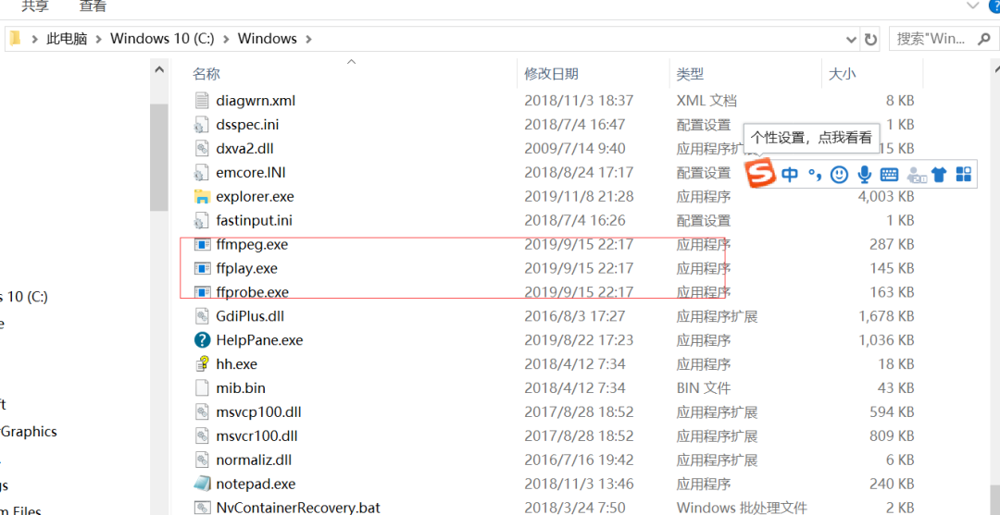 共享 查看
此电脑 Windows 10 (C:) Windows 搜索"Win...
名称 修改日期 类型 大小
diagwrn.xml 2018/11/3 18:37 XML 文档 8 KB
dsspec.ini 2018/7/4 16:47 配置设置 1 KB
个性设置，点我看看
dxva2.dll 2009/7/14 9:40 应用程序扩展 15 KB
emcore.INI 2018/8/24 17:17 配置设置
S 中
explorer.exe 2019/11/8 21:28 应用程序 4,003 KB
fastinput.ini 2018/7/4 16:26 配置设置 1 KB
ffmpeg.exe 2019/9/15 22:17 应用程序 287 KB
ffplay.exe 2019/9/15 22:17 应用程序 145 KB
ffprobe.exe 2019/9/15 22:17 应用程序 163 KB
s 10 (C:)
GdiPlus.dll 2016/8/3 17:27 应用程序扩展 1,678 KB
e
HelpPane.exe 2019/8/22 17:23 应用程序 1,036 KB
hh.exe 2018/4/12 7:34 应用程序 18 KB
mib.bin 2018/4/12 7:34 BIN 文件 43 KB
ft
msvcp100.dll 2017/8/28 18:52 应用程序扩展 594 KB
rGraphics
msvcr100.dll 2017/8/28 18:52 应用程序扩展 809 KB
normaliz.dll 2016/7/16 19:42 应用程序扩展 6 KB
gs
notepad.exe 2018/11/3 13:46 应用程序 240 KB
m Files
NvContainerRecovery.bat 2018/3/24 7:50 Windows 批处理文件 2 KB